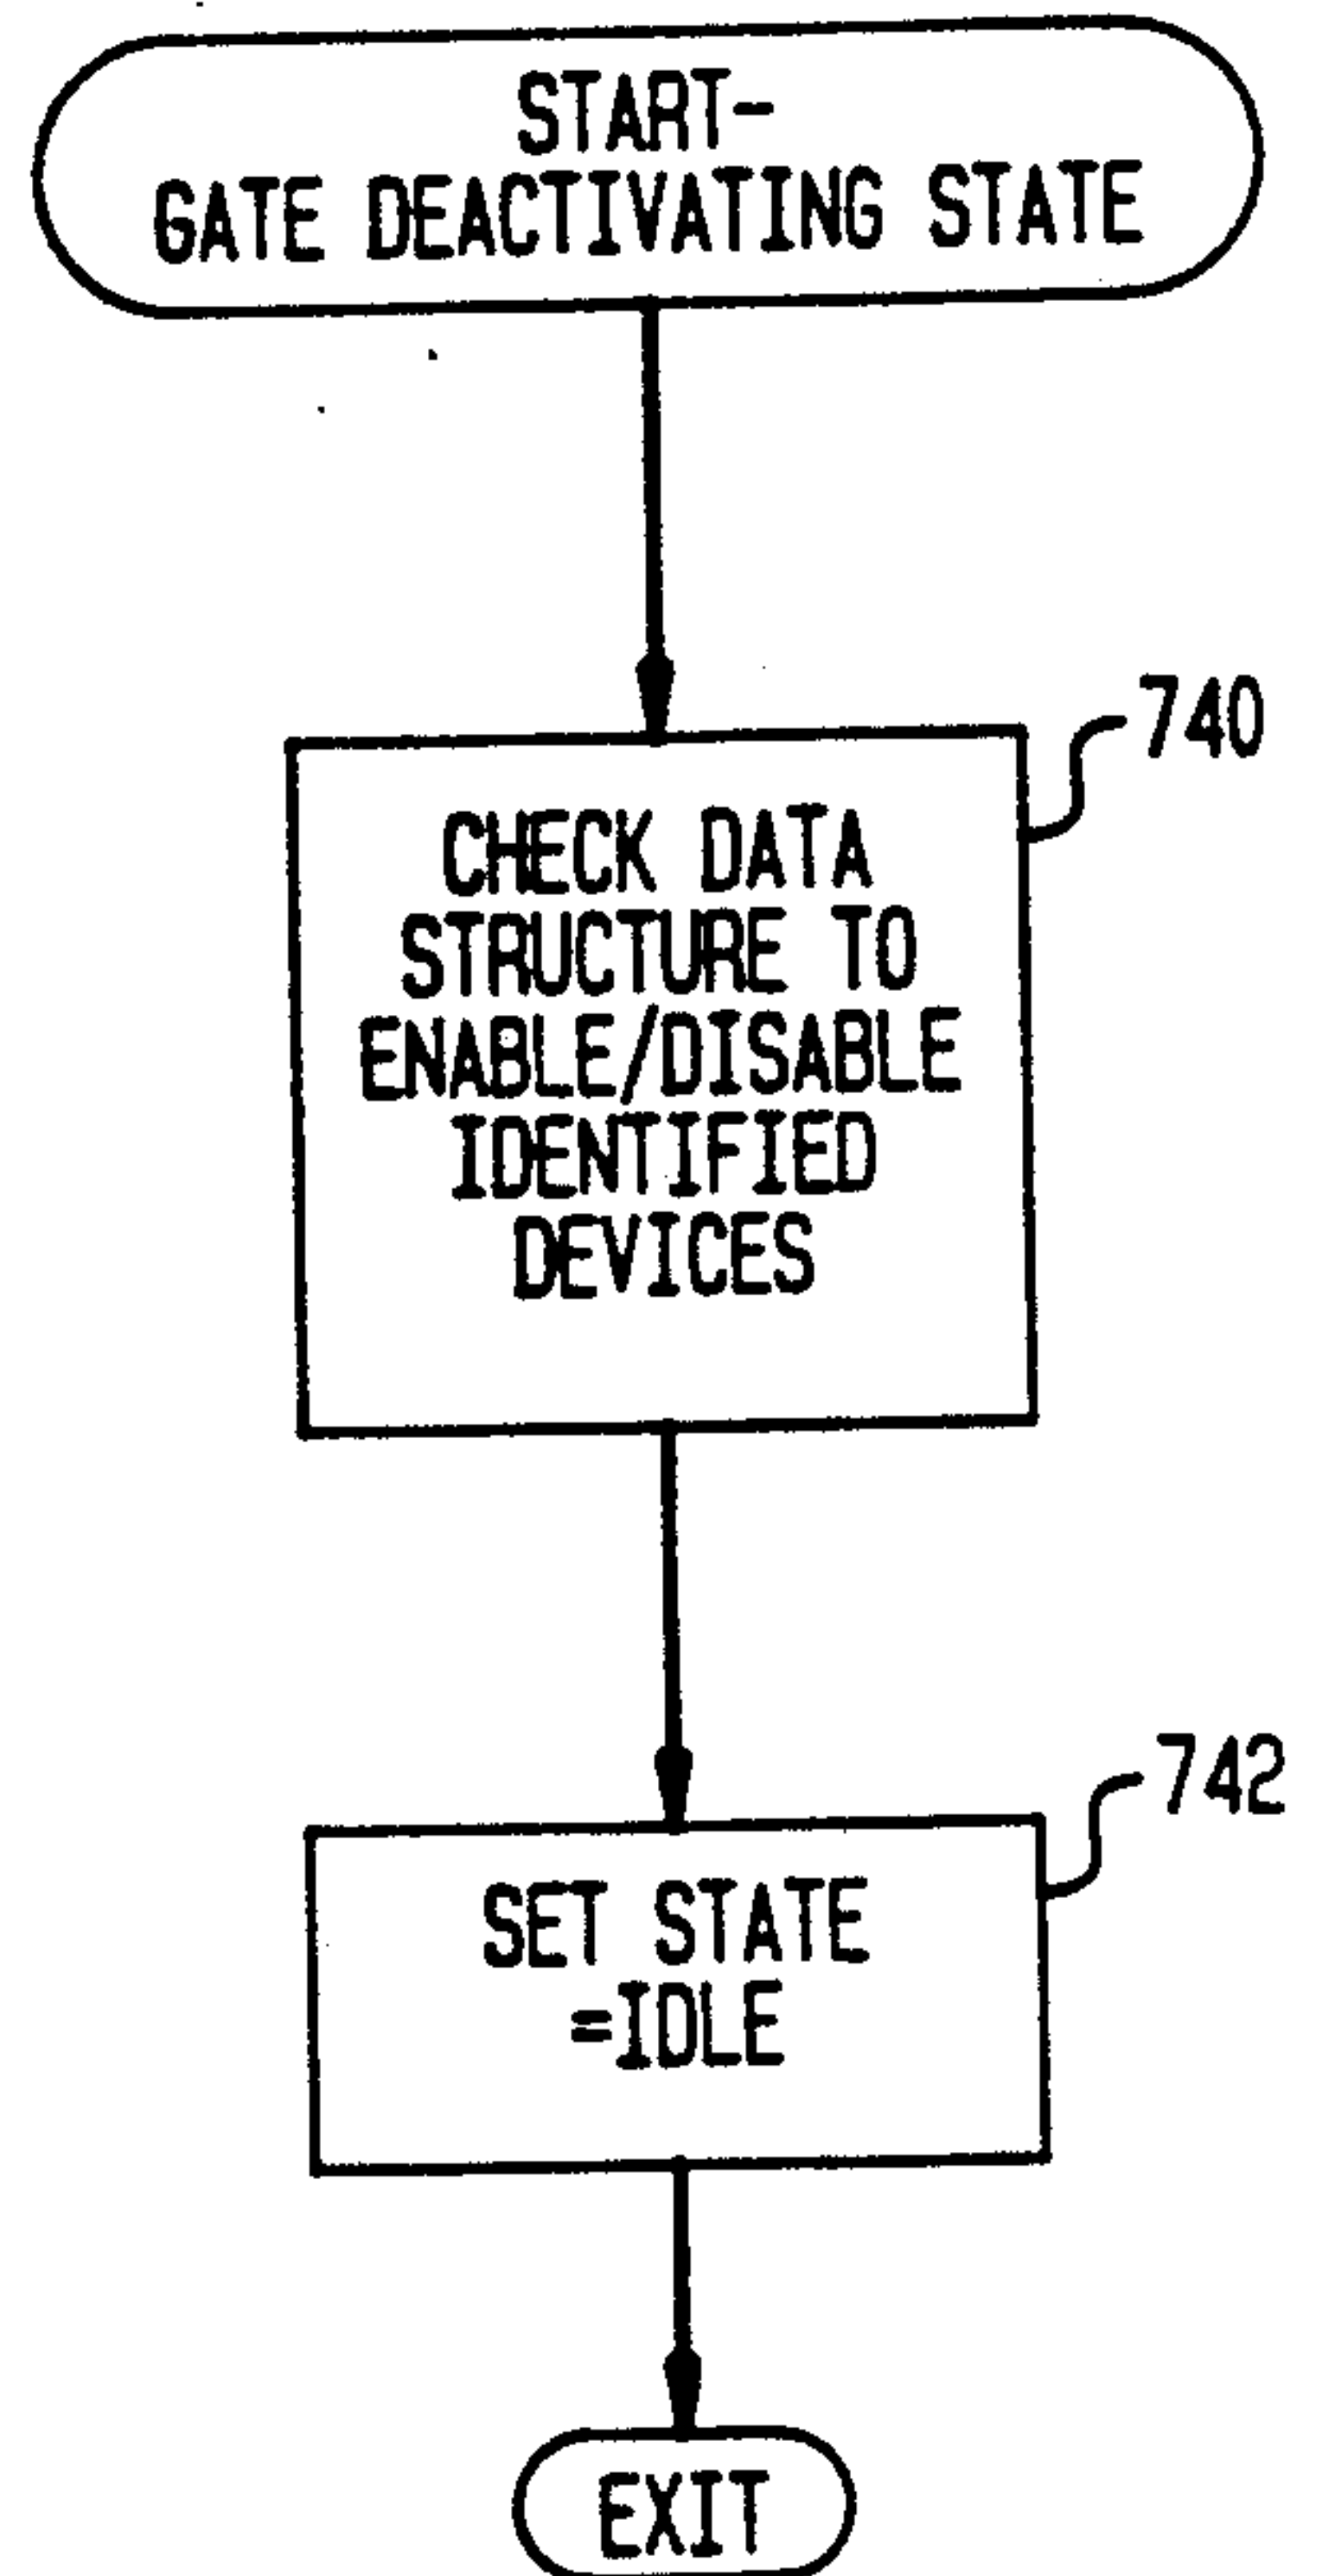 START-
GATE DEACTIVATING STATE
740
CHECK DATA
STRUCTURE TO
ENABLE/DISABLE
IDENTIFIED
DEVICES
742
SET STATE
=IDLE
EXIT